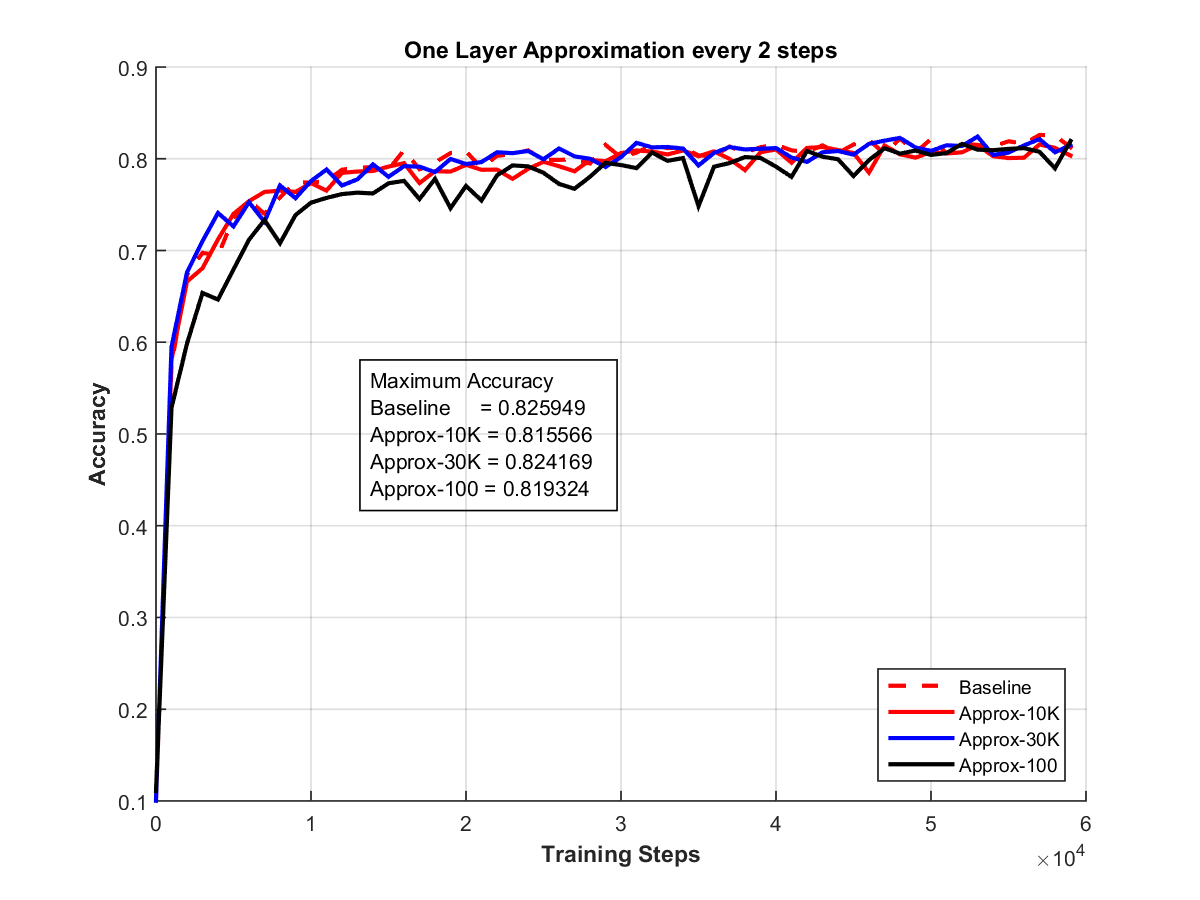 One Layer Approximation every 2 steps
0.9
0.8
0.7
0.6
0.5
0.4
0.3
0.2
0.1
Accuracy
Maximum Accuracy
Baseline = 0.825949
Approx-10K = 0.815566
Approx-30K = 0.824169
Approx-100 = 0.819324
Baseline
Approx-10K
Approx-30K
Approx-100
0 1 2 3 4 5 6
Training Steps
×10⁴